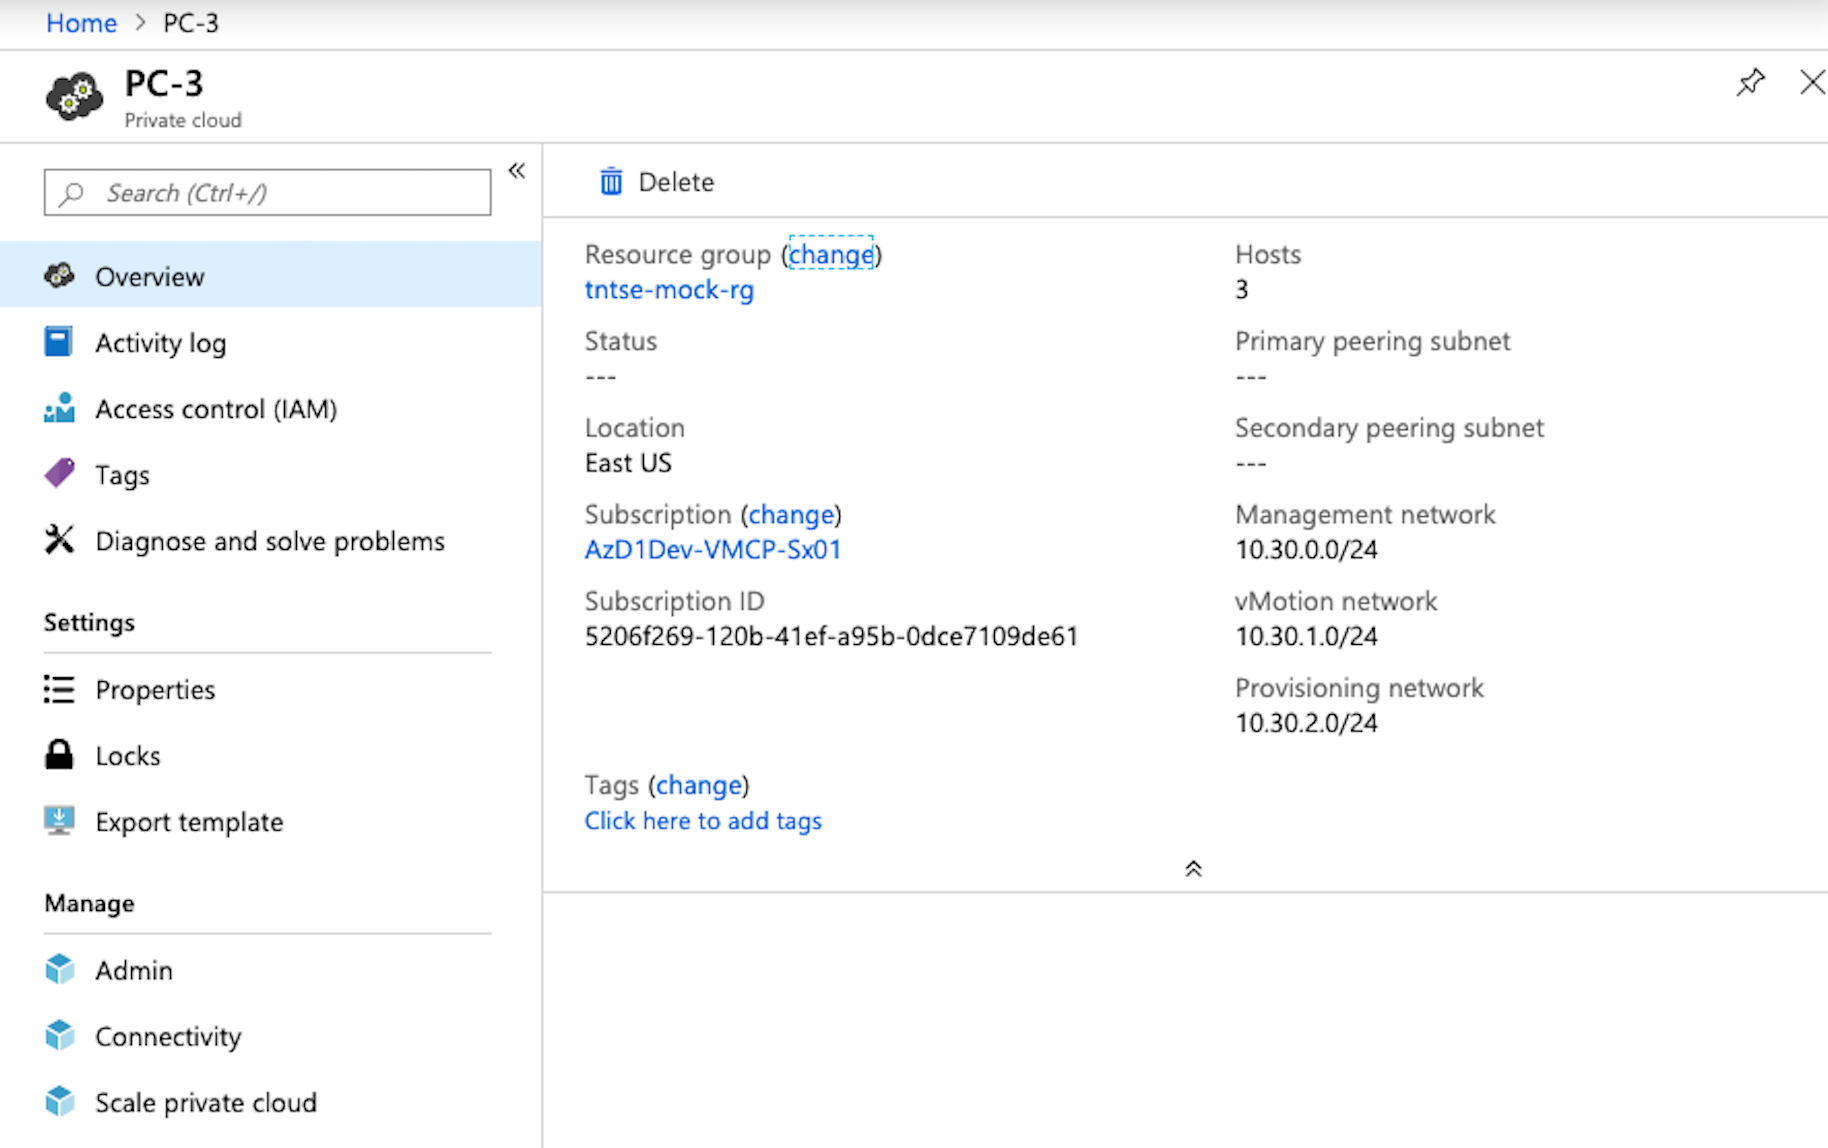 Home > PC-3
PC-3
Private cloud
Search (Ctrl+/)
«
Overview
Activity log
Access control (IAM)
Tags
Diagnose and solve problems
Settings
Properties
Locks
Export template
Manage
Admin
Connectivity
Scale private cloud
Delete
Resource group (change)
tntse-mock-rg
Status
---
Location
East US
Subscription (change)
AzD1Dev-VMCP-Sx01
Subscription ID
5206f269-120b-41ef-a95b-0dce7109de61
Tags (change)
Click here to add tags
Hosts
3
Primary peering subnet
---
Secondary peering subnet
---
Management network
10.30.0.0/24
vMotion network
10.30.1.0/24
Provisioning network
10.30.2.0/24